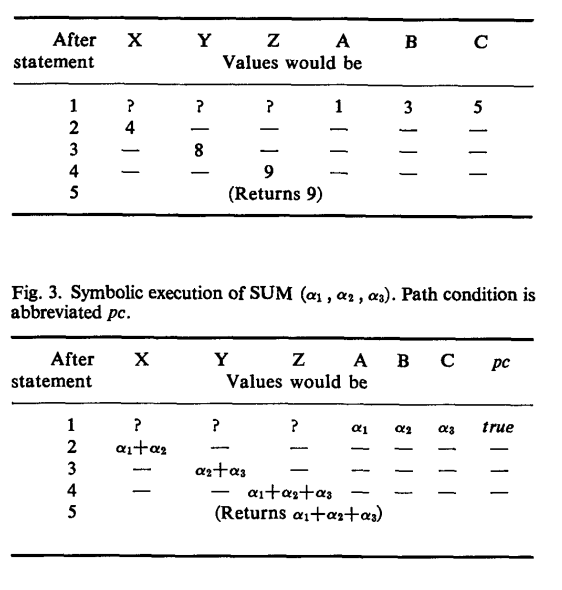 After X Y Z A B C
statement Values would be
1 ? ? ? 1 3 5
2 4 — — — — —
3 — 8 — — — —
4 — — 9 — — —
5 (Returns 9)
Fig. 3. Symbolic execution of SUM (α₁ , α₂ , α₃). Path condition is
abbreviated pc.
After X Y Z A B C pc
statement Values would be
1 ? ? ? α₁ α₂ α₃ true
2 α₁+α₂ — — — — — —
3 — α₂+α₃ — — — — —
4 — — α₁+α₂+α₃ — — — —
5 (Returns α₁+α₂+α₃)